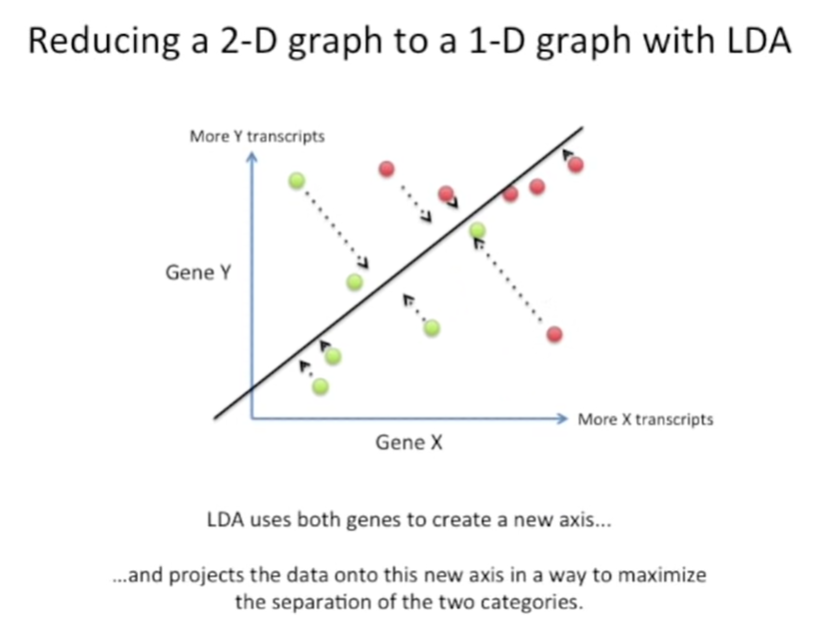 Reducing a 2-D graph to a 1-D graph with LDA
More Y transcripts
Gene Y
More X transcripts
Gene X
LDA uses both genes to create a new axis...
...and projects the data onto this new axis in a way to maximize
the separation of the two categories.